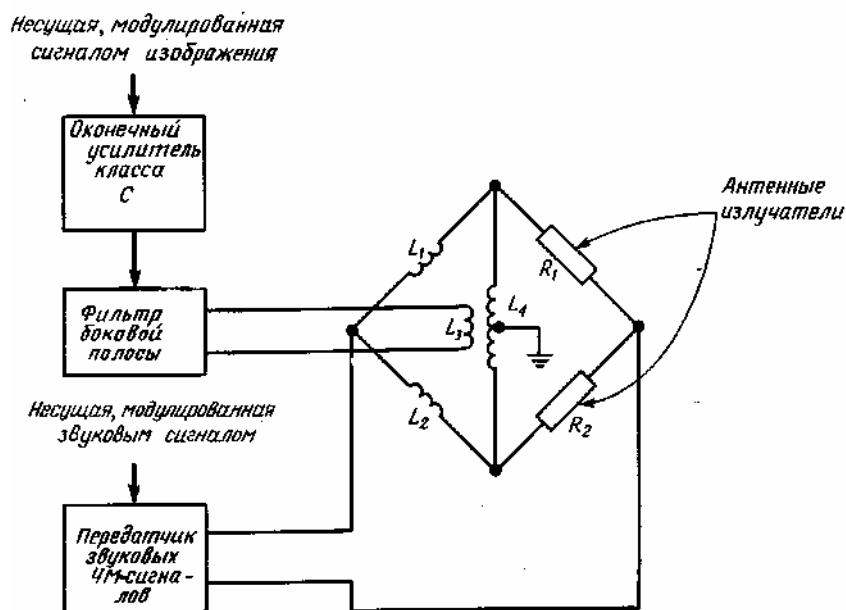 Несущая, модулированная
сигналом изображения
Оконечный
усилитель
класса
С
Антенные
излучатели
L1
R1
L4
L3
Фильтр
боковой
полосы
L2
R2
Несущая, модулированная
звуковым сигналом
Передатчик
звуковых
ЧМ-сигна-
лов